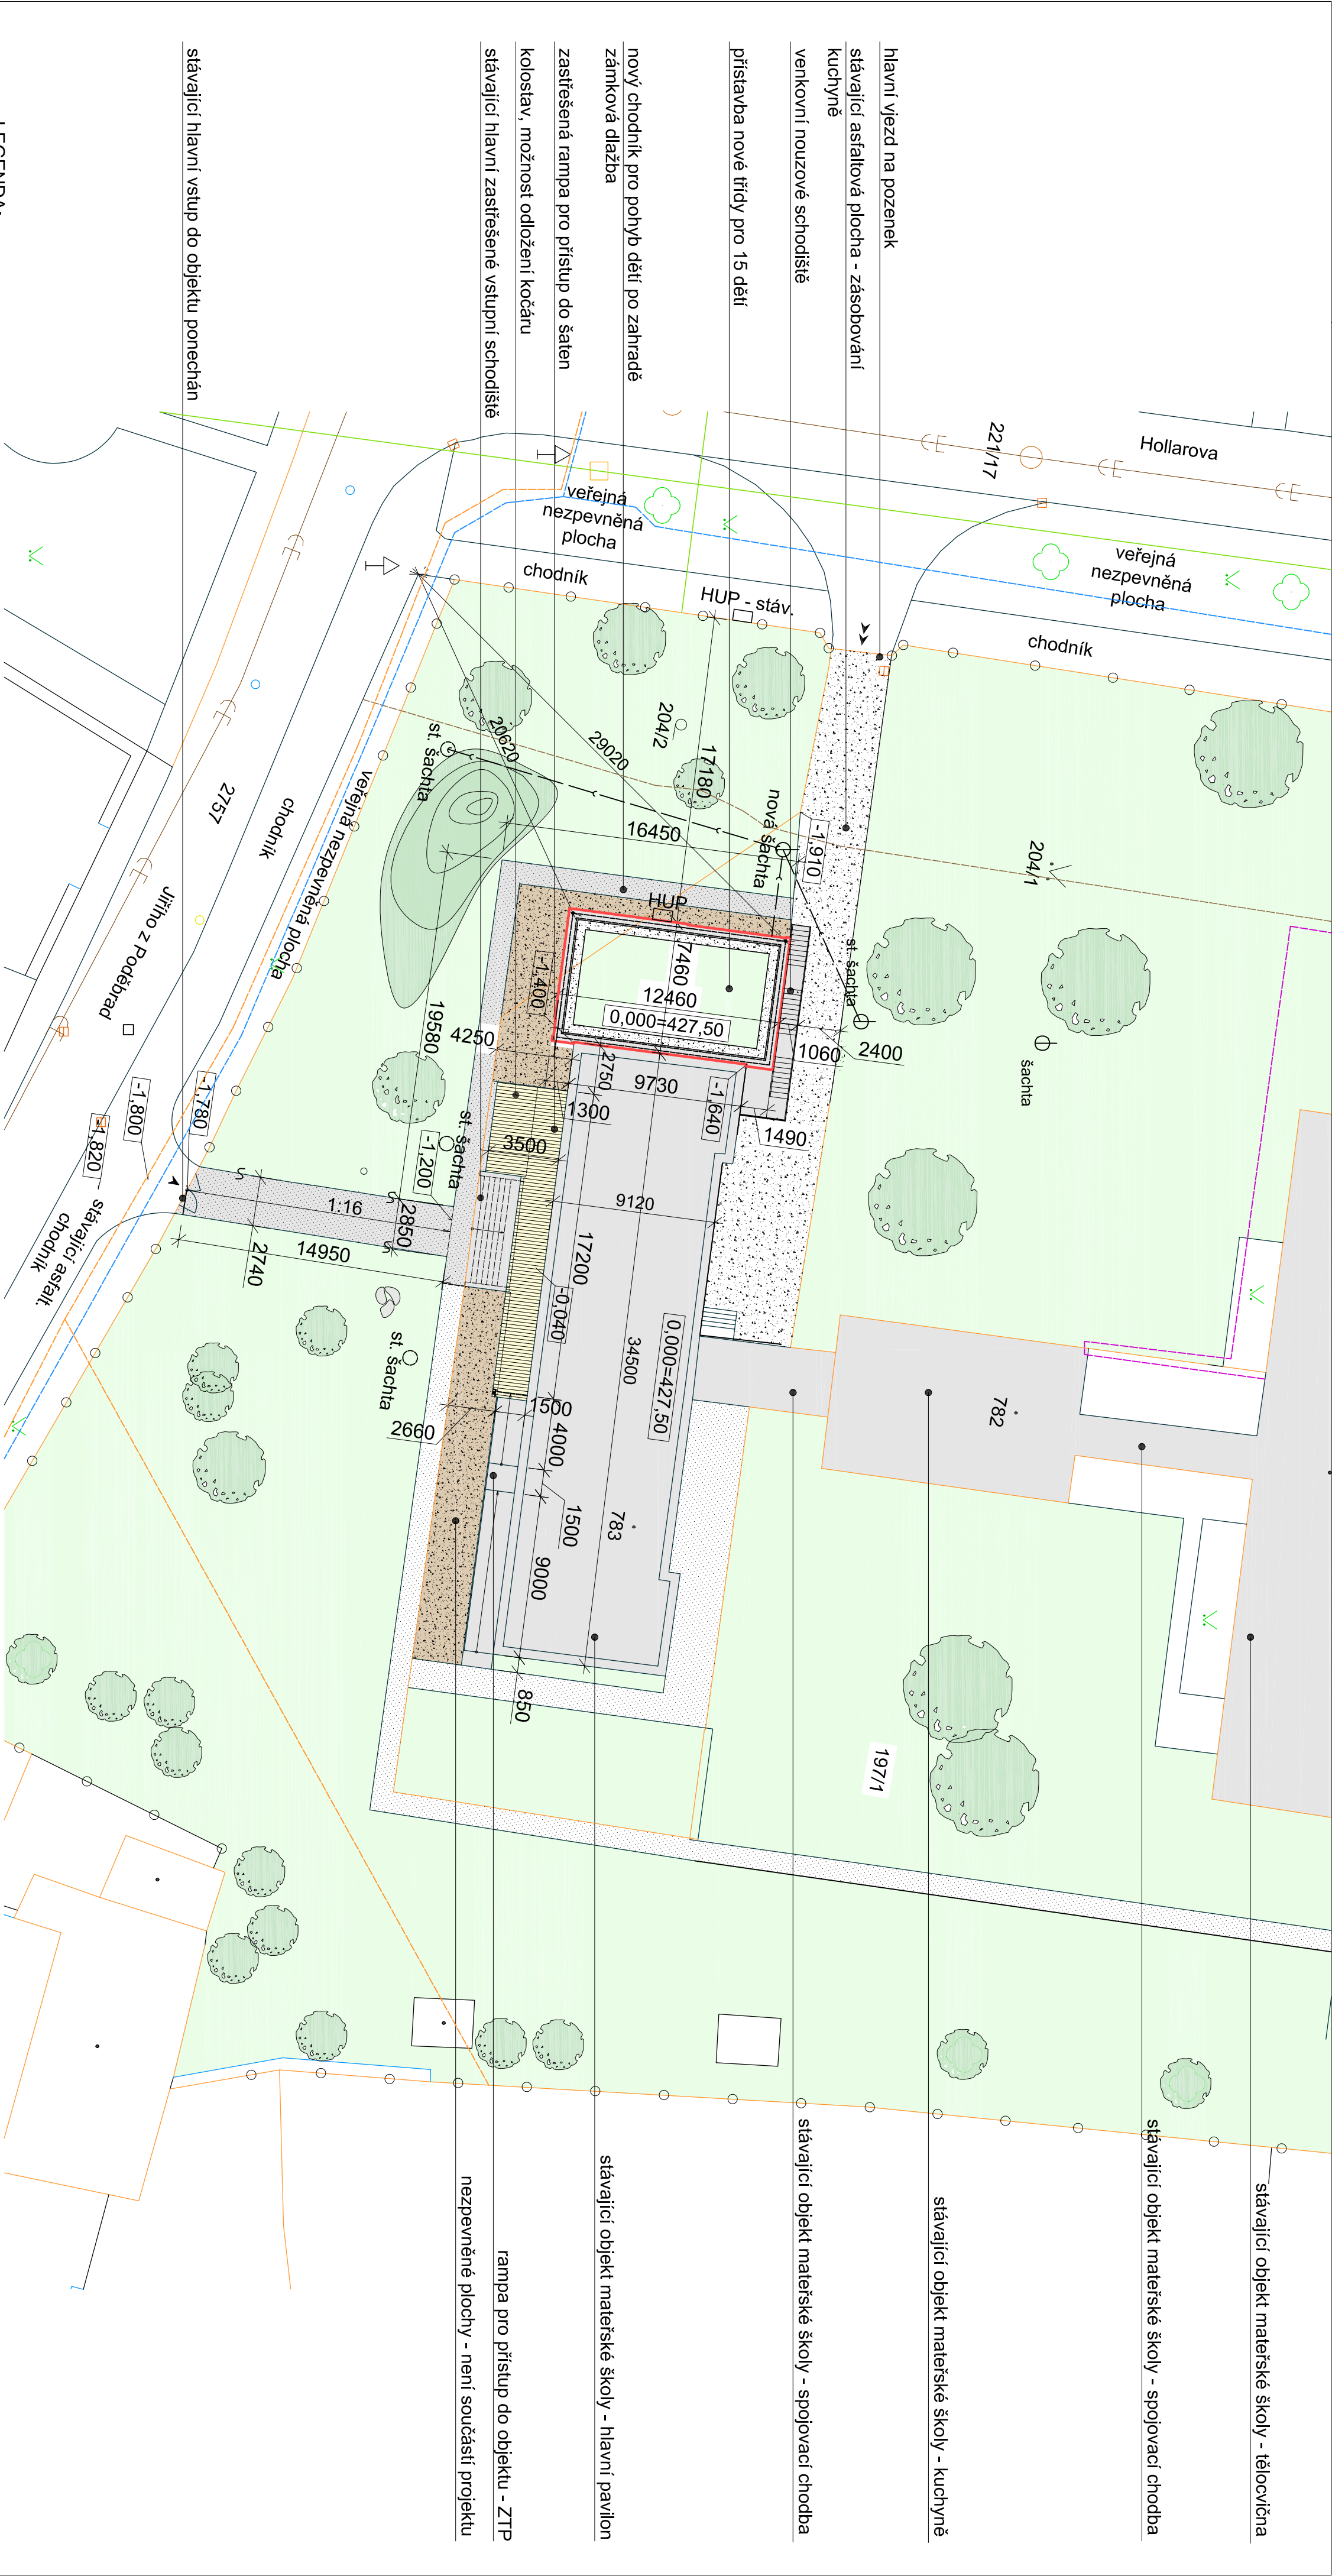 hlavní vjezd na pozenek
stávající asfaltová plocha - zásobování
kuchyně
venkovní nouzové schodiště
přístavba nové třídy pro 15 dětí
nový chodník pro pohyb dětí po zahradě
zámková dlažba
zastřešená rampa pro přístup do šaten
kolostav, možnost odložení kočáru
stávající hlavní zastřešené vstupní schodiště
stávající hlavní vstup do objektu ponechán
Hollarova
221/17
veřejná
nezpevněná
plocha
veřejná
nezpevněná
plocha
chodník
HUP - stáv.
chodník
204/2
17180
29020
20620
st. šachta
16450
nová šachta
-1,910
204/1
HUP
7460
12460
0,000=427,50
-1,400
st. šachta
šachta
1060
2400
19580
4250
2750
9730
1300
-1,640
1490
3500
st. šachta
-1,200
9120
17200
-0,040
34500
0,000=427,50
1:16
2850
2740
14950
st. šachta
2660
1500
4000
1500
9000
850
783
782
197/1
veřejná nezpevněná plocha
chodník
2757
Jiřího z Poděbrad
-1,780
-1,800
-1,820
stávající asfalt.
chodník
stávající objekt mateřské školy - tělocvična
stávající objekt mateřské školy - spojovací chodba
stávající objekt mateřské školy - kuchyně
stávající objekt mateřské školy - spojovací chodba
stávající objekt mateřské školy - hlavní pavilon
rampa pro přístup do objektu - ZTP
nezpevněné plochy - není součástí projektu